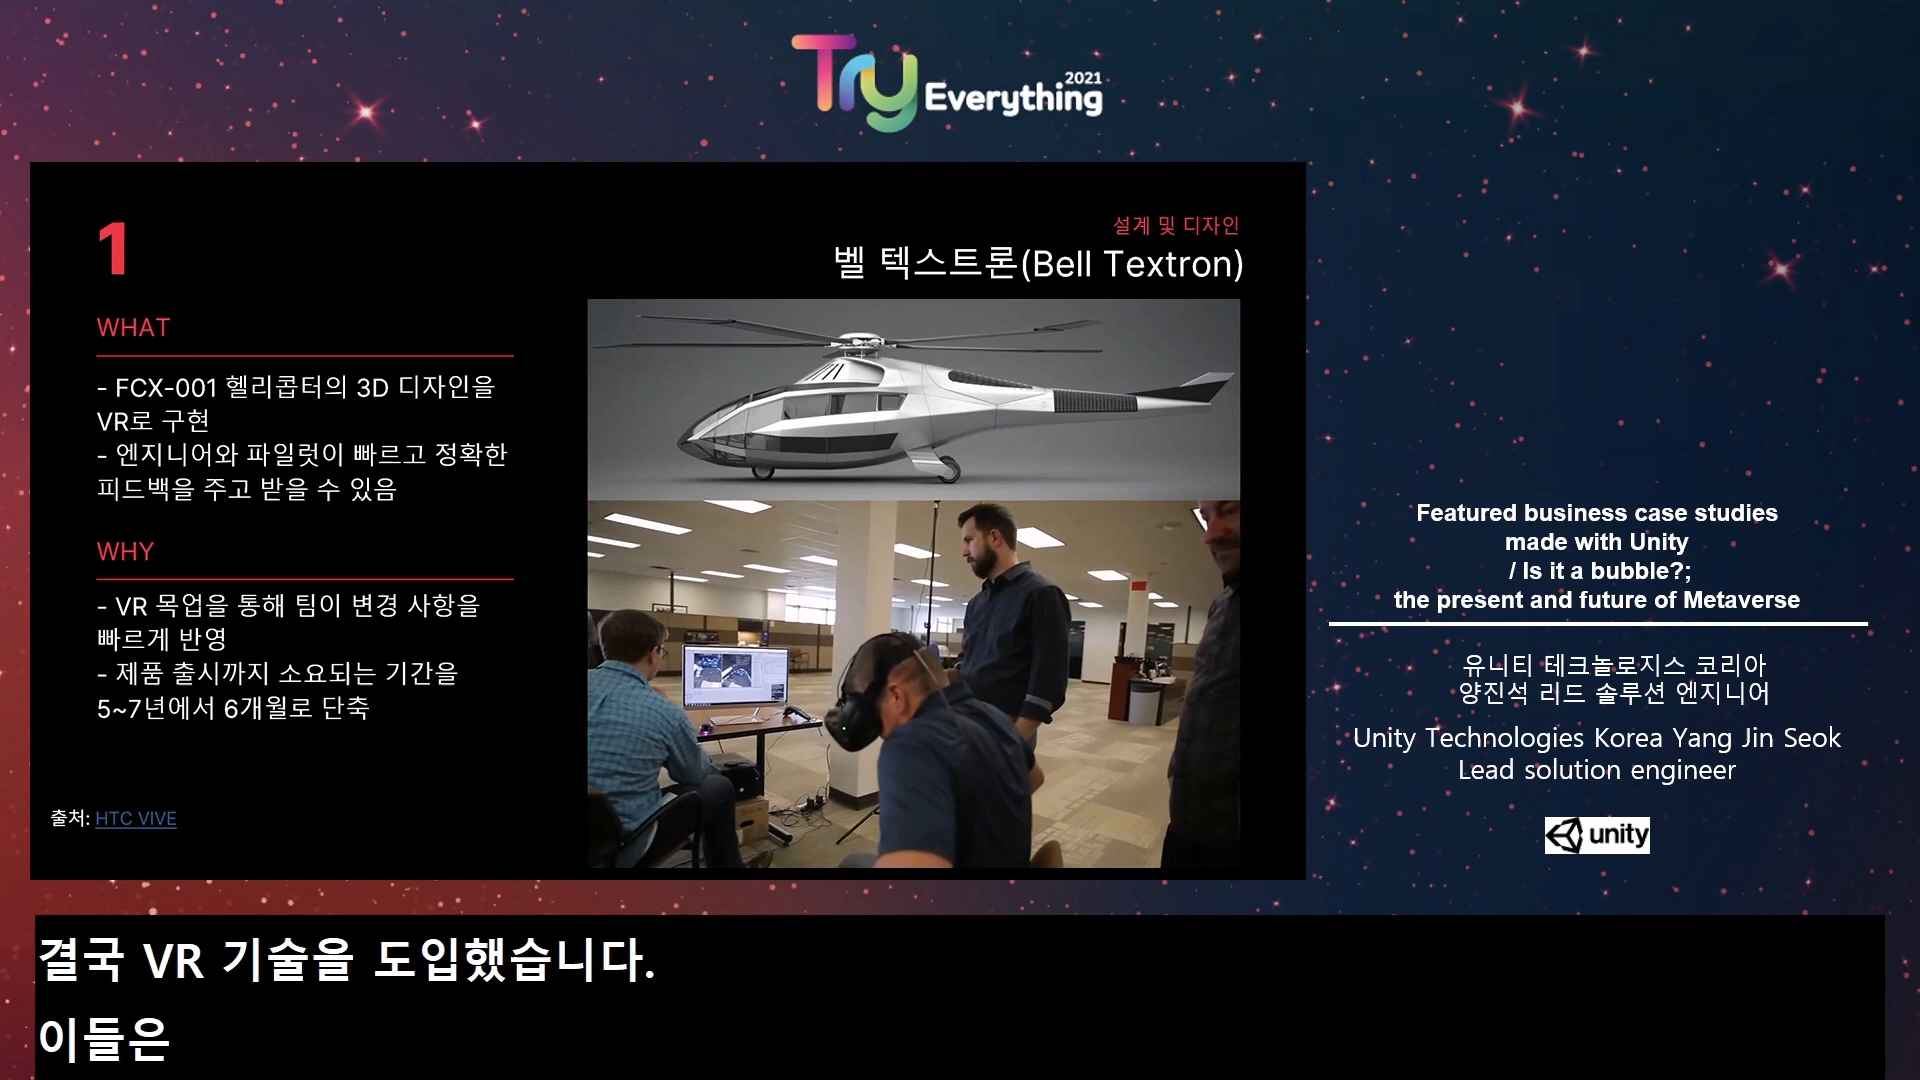 Try Everything 2021
1
설계 및 디자인
벨 텍스트론(Bell Textron)
WHAT
- FCX-001 헬리콥터의 3D 디자인을
VR로 구현
- 엔지니어와 파일럿이 빠르고 정확한
피드백을 주고 받을 수 있음
WHY
- VR 목업을 통해 팀이 변경 사항을
빠르게 반영
- 제품 출시까지 소요되는 기간을
5~7년에서 6개월로 단축
출처: HTC VIVE
Featured business case studies
made with Unity
/ Is it a bubble?;
the present and future of Metaverse
유니티 테크놀로지스 코리아
양진석 리드 솔루션 엔지니어
Unity Technologies Korea Yang Jin Seok
Lead solution engineer
unity
결국 VR 기술을 도입했습니다.
이들은